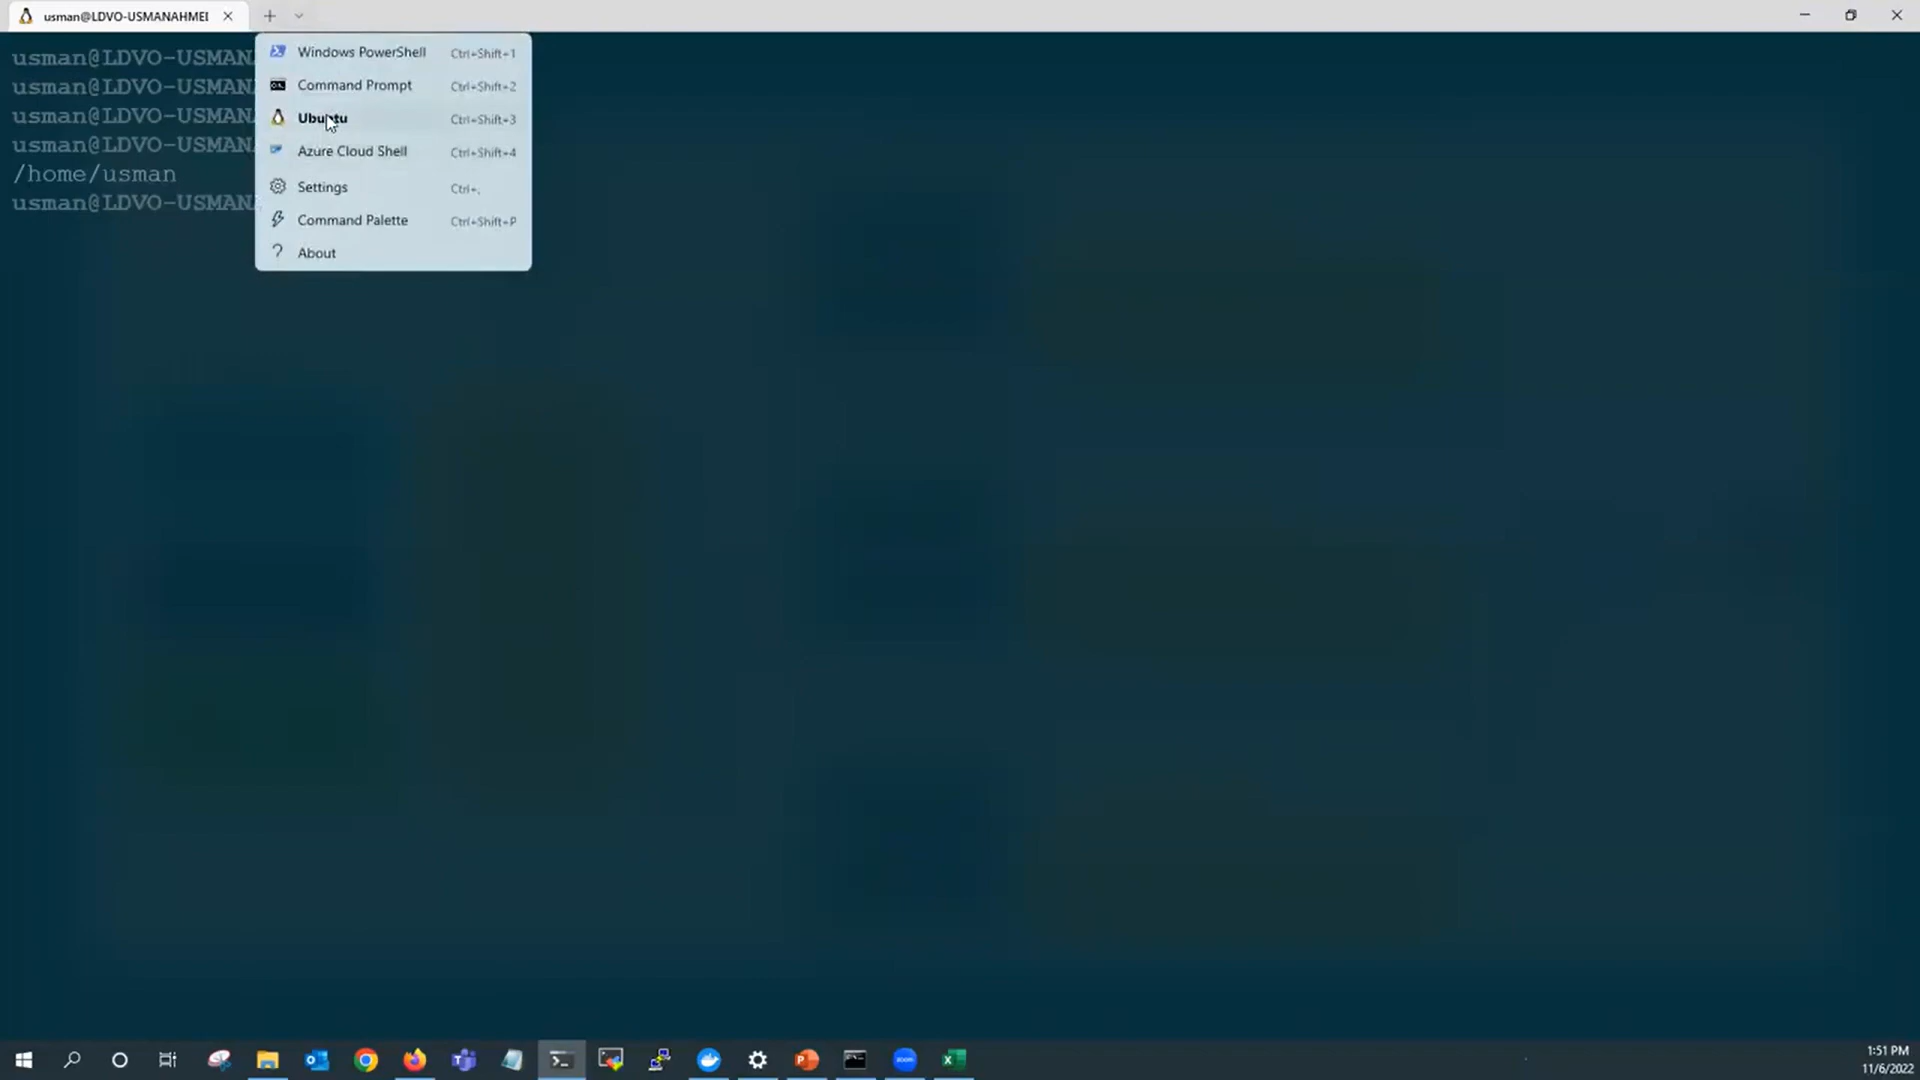 usman@LDVO-USMANAHMED
Windows PowerShell Ctrl+Shift+1
Command Prompt Ctrl+Shift+2
Ubuntu Ctrl+Shift+3
Azure Cloud Shell Ctrl+Shift+4
Settings Ctrl+,
Command Palette Ctrl+Shift+P
? About
usman@LDVO-USMAN
usman@LDVO-USMAN
usman@LDVO-USMAN
usman@LDVO-USMAN
/home/usman
usman@LDVO-USMAN
zoom
1:51 PM
11/6/2022